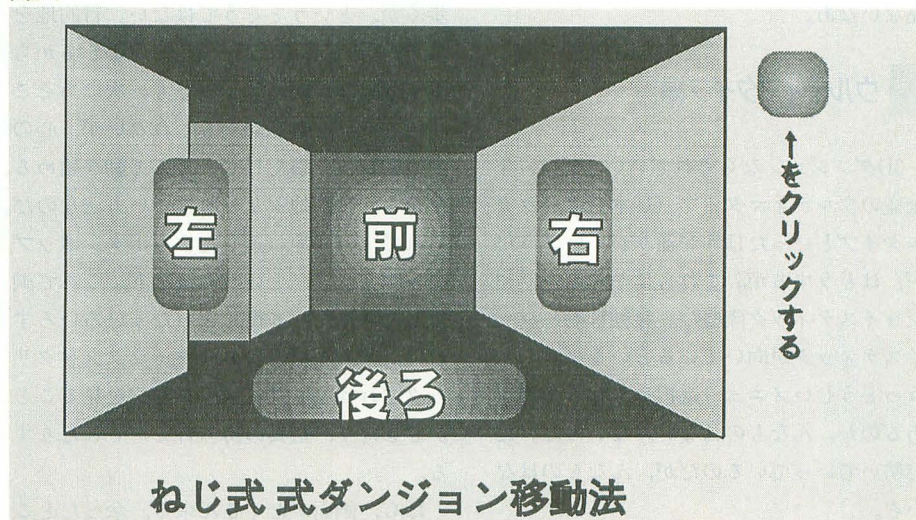 左
前
右
後ろ
←をクリックする
ねじ式 式ダンジョン移動法